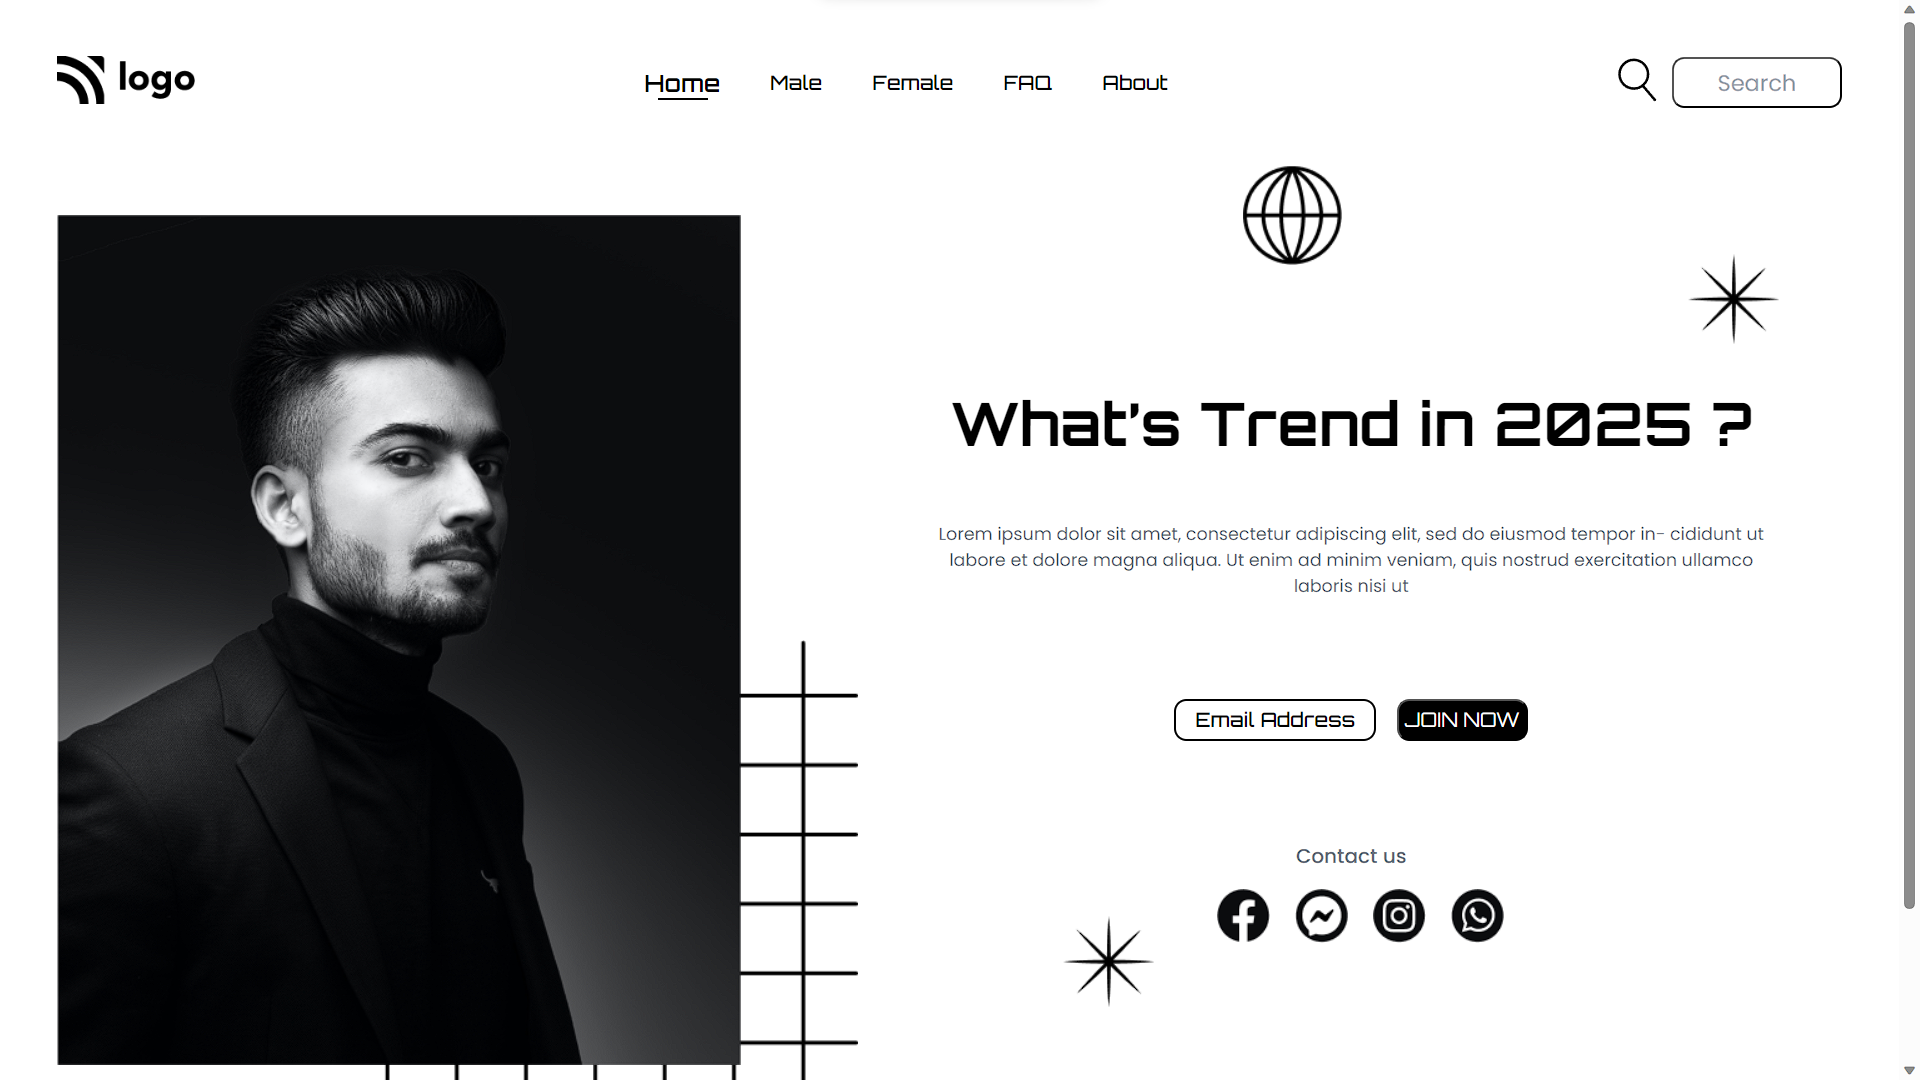 logo
Home
Male
Female
FAQ
About
Search
What's Trend in 2025 ?
Lorem ipsum dolor sit amet, consectetur adipiscing elit, sed do eiusmod tempor in- cididunt ut
labore et dolore magna aliqua. Ut enim ad minim veniam, quis nostrud exercitation ullamco
laboris nisi ut
Email Address
JOIN NOW
Contact us